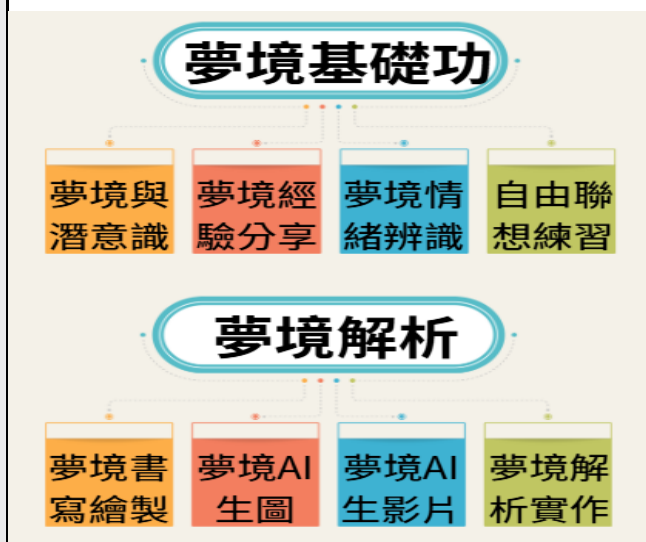 夢境基礎功
夢境與
潛意識
夢境經
驗分享
夢境情
緒辨識
自由聯
想練習
夢境解析
夢境書
寫繪製
夢境AI
生圖
夢境AI
生影片
夢境解
析實作